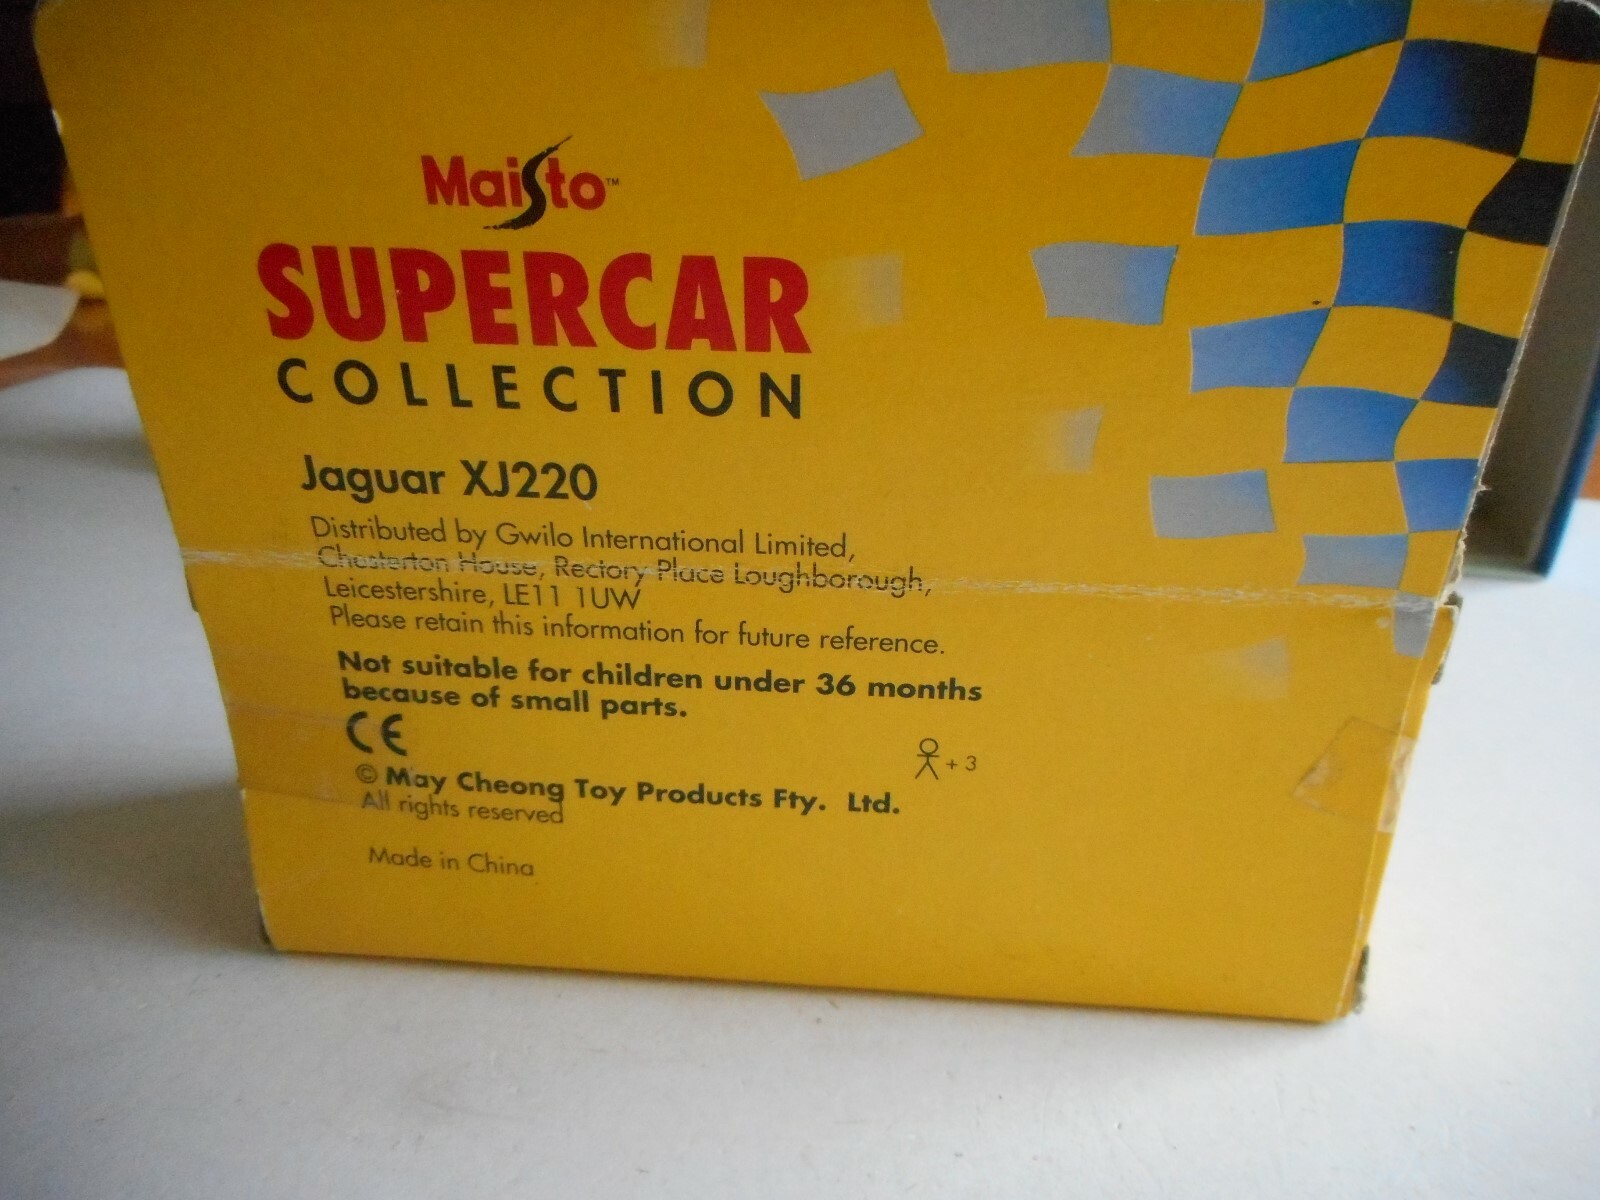 Maisto™
SUPERCAR
COLLECTION
Jaguar XJ220
Distributed by Gwilo International Limited,
Chesterton House, Rectory Place Loughborough,
Leicestershire, LE11 1UW
Please retain this information for future reference.
Not suitable for children under 36 months
because of small parts.
CE
+ 3
© May Cheong Toy Products Fty. Ltd.
All rights reserved
Made in China